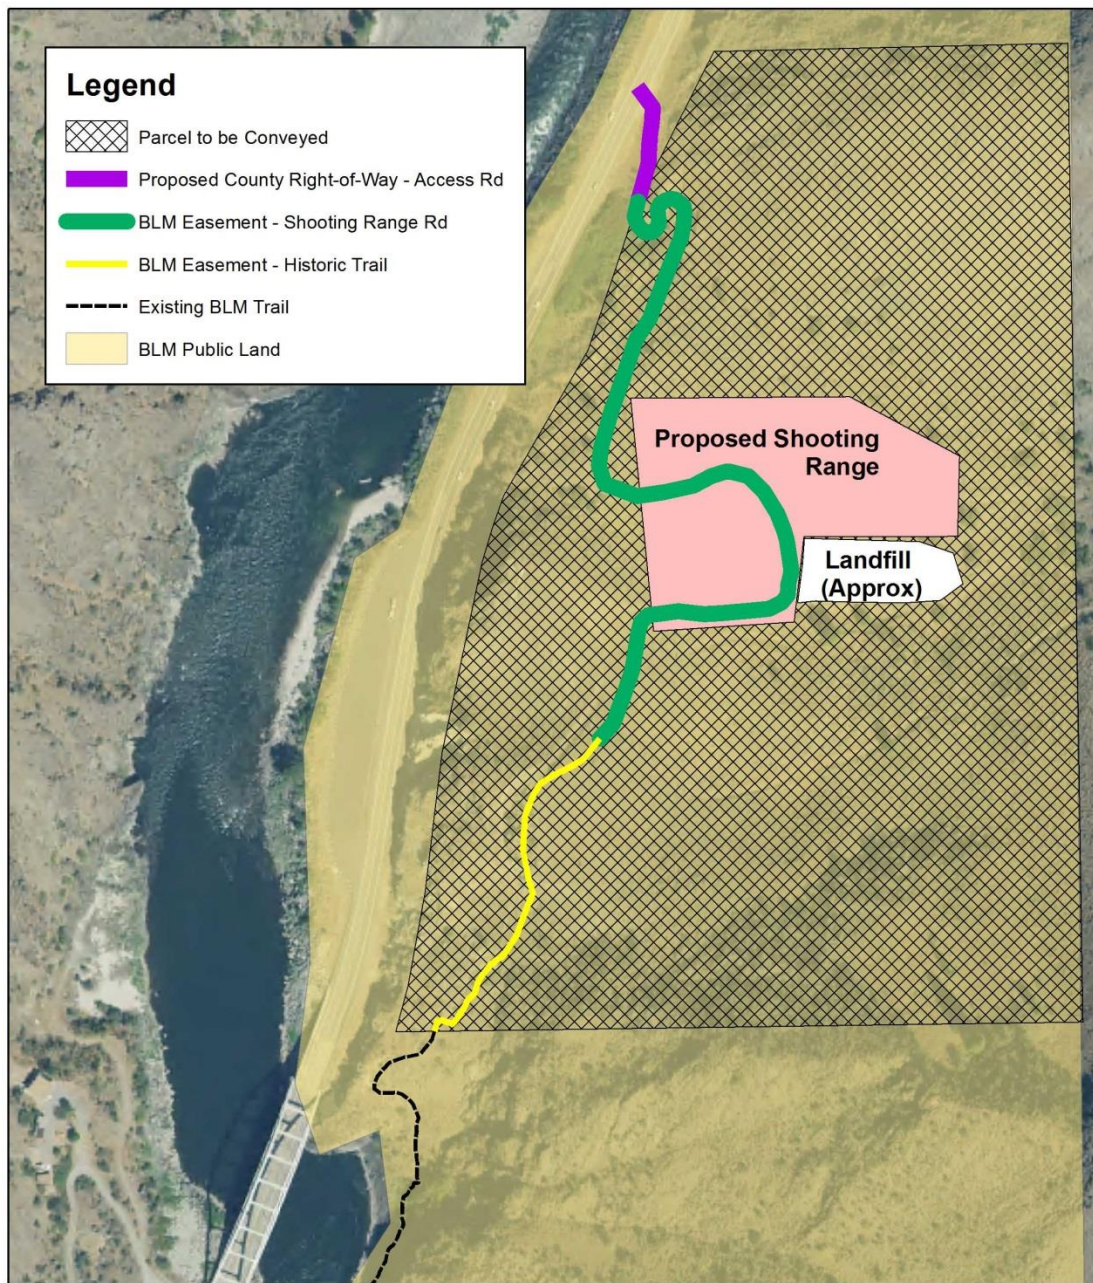 Legend
Parcel to be Conveyed
Proposed County Right-of-Way - Access Rd
BLM Easement - Shooting Range Rd
BLM Easement - Historic Trail
Existing BLM Trail
BLM Public Land
Proposed Shooting
Range
Landfill
(Approx)